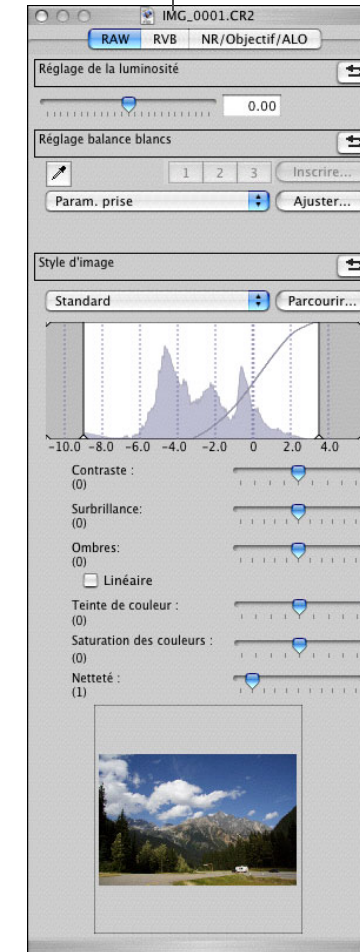 IMG_0001.CR2
RAW RVB NR/Objectif/ALO
Réglage de la luminosité
0.00
Réglage balance blancs
1 2 3 Inscrire...
Param. prise Ajuster...
Style d'image
Standard Parcourir...
-10.0 -8.0 -6.0 -4.0 -2.0 0 2.0 4.0
Contraste :
(0)
Surbrillance:
(0)
Ombres:
(0)
Linéaire
Teinte de couleur :
(0)
Saturation des couleurs :
(0)
Netteté :
(1)